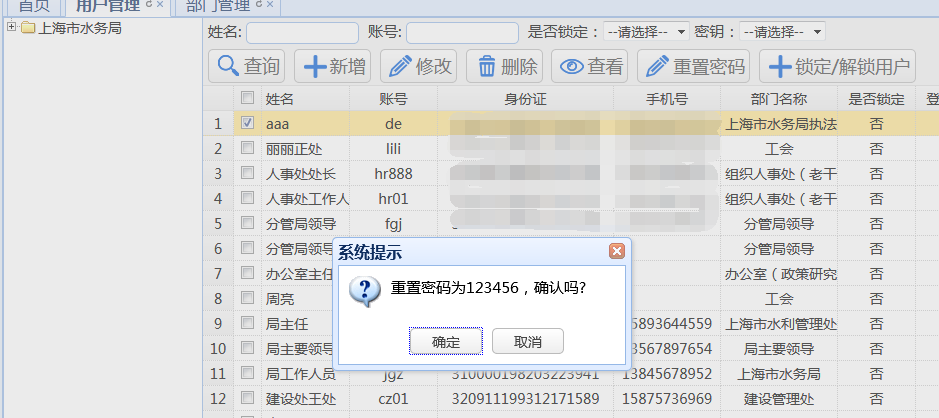 首页 用户管理 部门管理
上海市水务局
姓名: 账号: 是否锁定： --请选择-- 密钥： --请选择--
查询 新增 修改 删除 查看 重置密码 锁定/解锁用户
姓名 账号 身份证 手机号 部门名称 是否锁定 登
1 aaa de 上海市水务局执法 否
2 丽丽正处 lili 工会 否
3 人事处处长 hr888 组织人事处（老干 否
4 人事处工作人 hr01 组织人事处（老干 否
5 分管局领导 fgj 分管局领导 否
6 分管局领导 分管局领导 否
7 办公室主任 办公室（政策研究 否
8 周亮 工会 否
9 局主任 5893644559 上海市水利管理处 否
10 局主要领导 3567897654 局主要领导 否
11 局工作人员 jgz 310000198203223941 13845678952 上海市水务局 否
12 建设处王处 cz01 320911199312171589 15875736969 建设管理处 否
系统提示
重置密码为123456，确认吗?
确定 取消